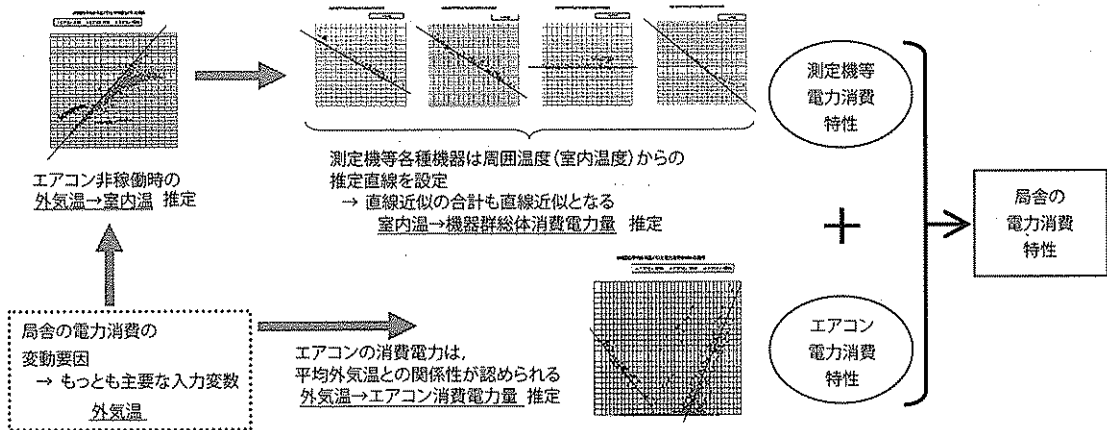 エアコン非稼働時の
外気温→室内温 推定
測定機等各種機器は周囲温度(室内温度)からの
推定直線を設定
→ 直線近似の合計も直線近似となる
室内温→機器群総体消費電力量 推定
測定機等
電力消費
特性
+
エアコン
電力消費
特性
局舎の
電力消費
特性
局舎の電力消費の
変動要因
→ もっとも主要な入力変数
外気温
エアコンの消費電力は,
平均外気温との関係性が認められる
外気温→エアコン消費電力量 推定